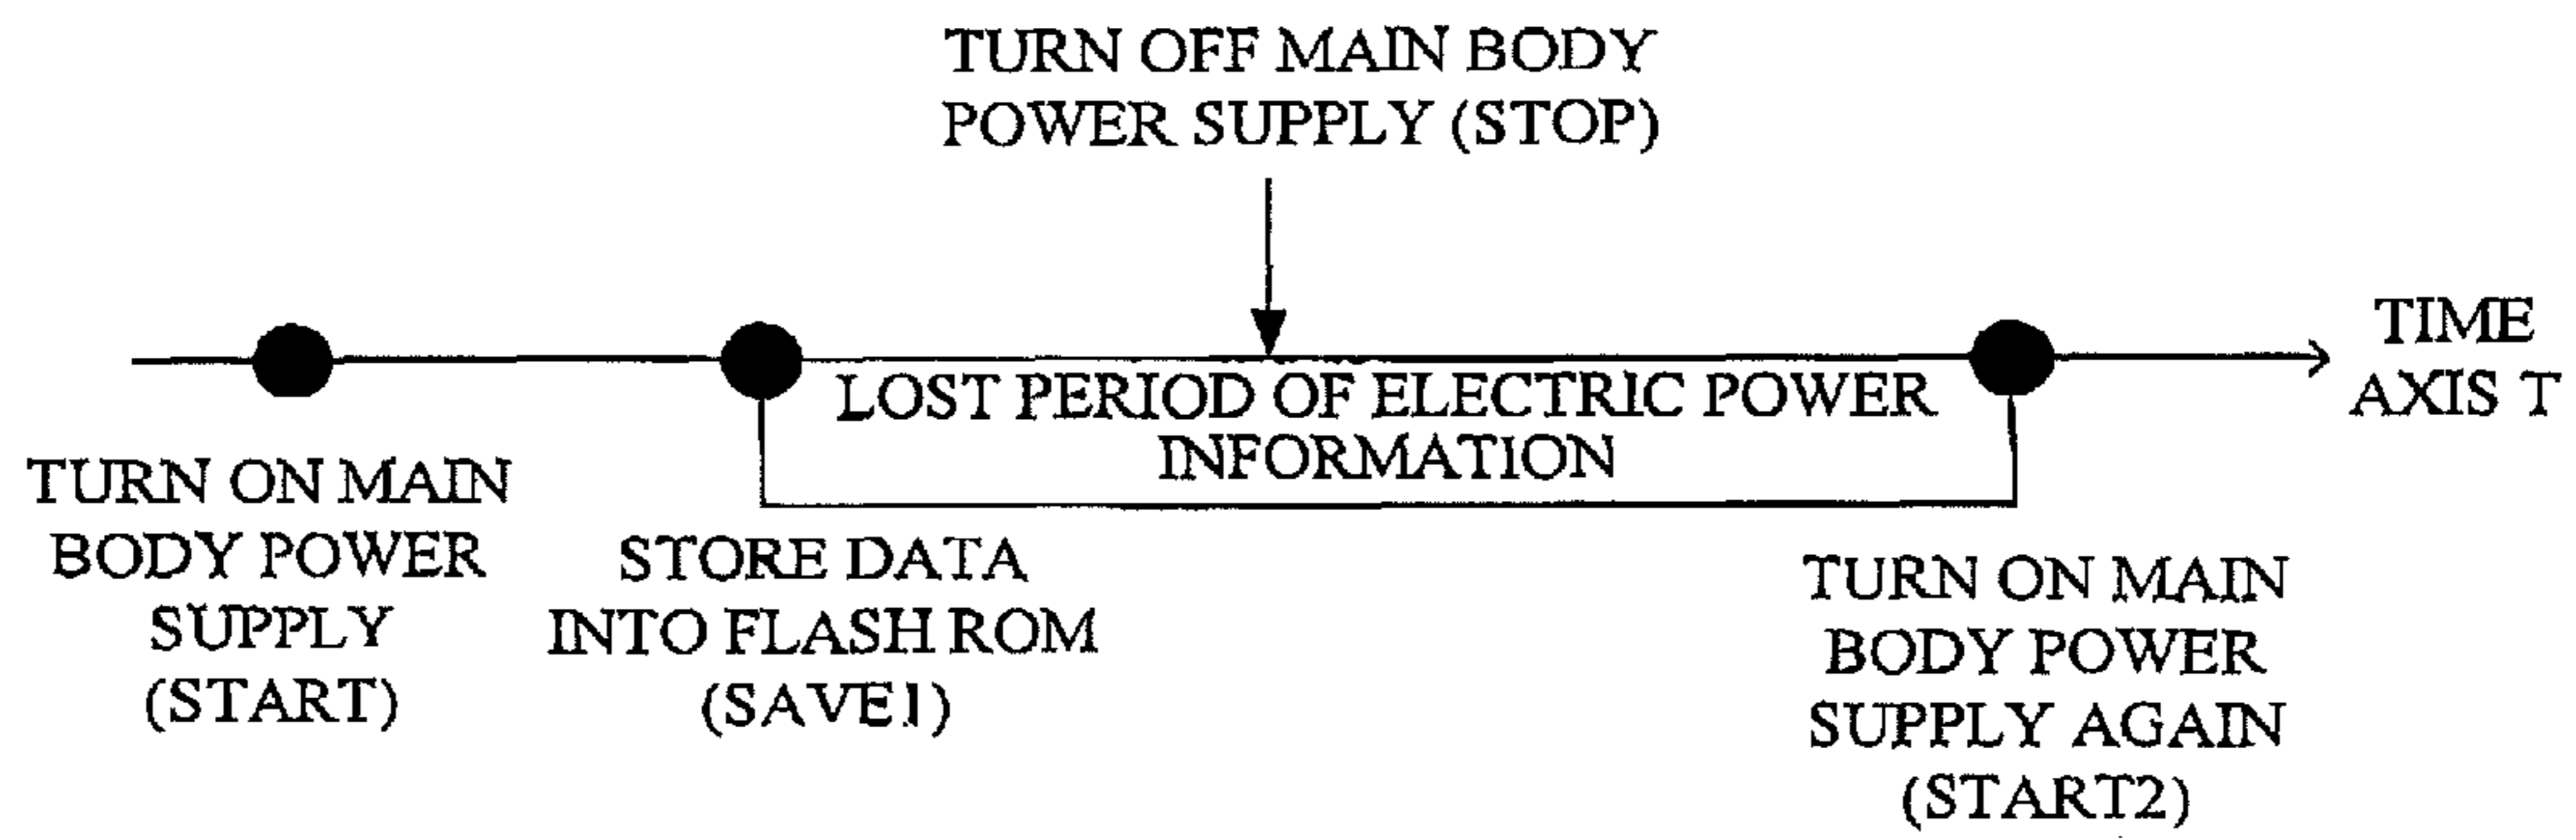 TURN OFF MAIN BODY
POWER SUPPLY (STOP)
TIME
AXIS T
LOST PERIOD OF ELECTRIC POWER
INFORMATION
TURN ON MAIN
BODY POWER
SUPPLY
(START)
STORE DATA
INTO FLASH ROM
(SAVE1)
TURN ON MAIN
BODY POWER
SUPPLY AGAIN
(START2)